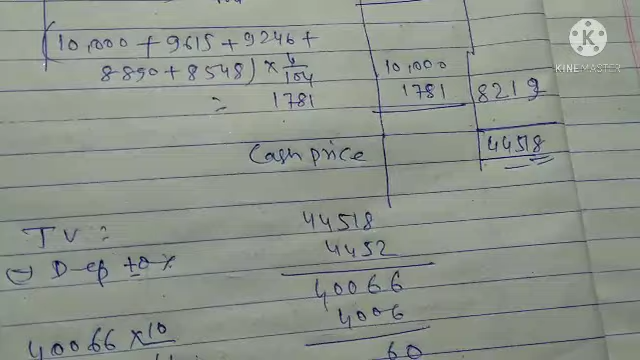 (10,000 + 9615 + 9246 +
8890 + 8548) × 4/104
= 1781
10,000
1781
8219
Cash price
44518
TV :
44518
(-) Dep 10%
4452
40066
4006
40066 × 10
60
KINEMASTER